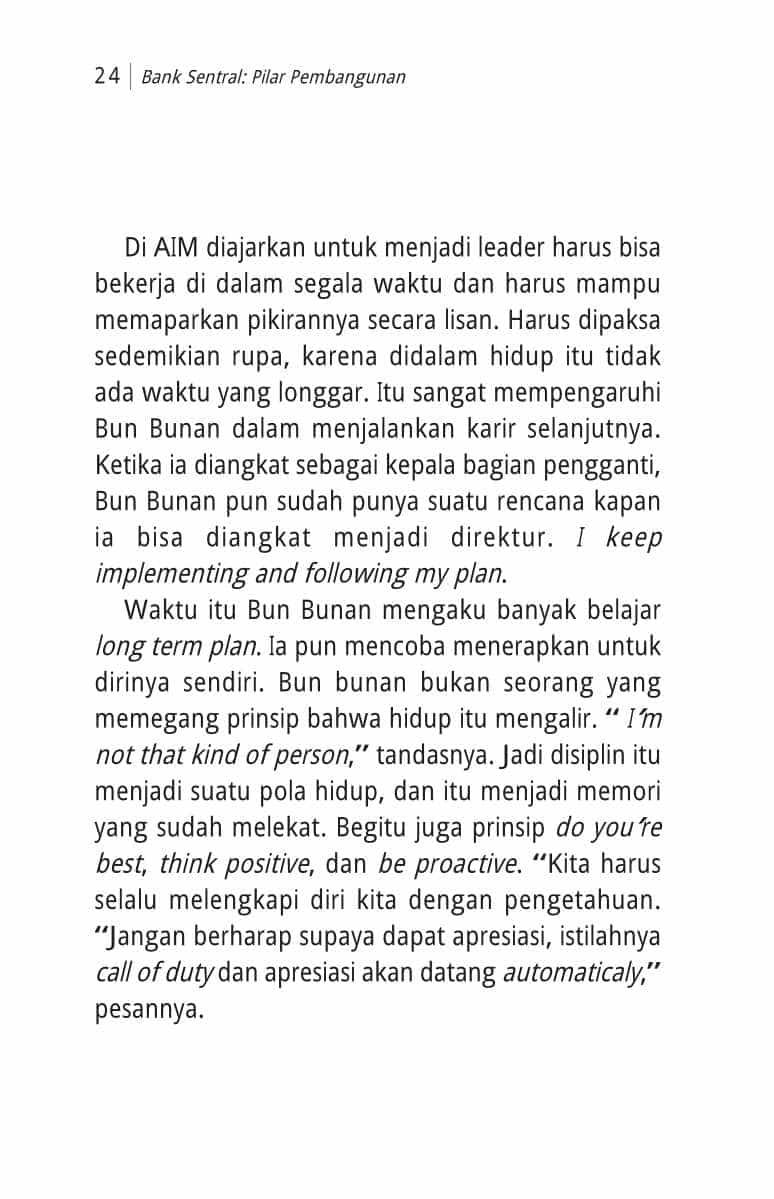 24 | Bank Sentral: Pilar Pembangunan
Di AIM diajarkan untuk menjadi leader harus bisa
bekerja di dalam segala waktu dan harus mampu
memaparkan pikirannya secara lisan. Harus dipaksa
sedemikian rupa, karena didalam hidup itu tidak
ada waktu yang longgar. Itu sangat mempengaruhi
Bun Bunan dalam menjalankan karir selanjutnya.
Ketika ia diangkat sebagai kepala bagian pengganti,
Bun Bunan pun sudah punya suatu rencana kapan
ia bisa diangkat menjadi direktur. I keep
implementing and following my plan.
Waktu itu Bun Bunan mengaku banyak belajar
long term plan. Ia pun mencoba menerapkan untuk
dirinya sendiri. Bun bunan bukan seorang yang
memegang prinsip bahwa hidup itu mengalir. “ I’m
not that kind of person,” tandasnya. Jadi disiplin itu
menjadi suatu pola hidup, dan itu menjadi memori
yang sudah melekat. Begitu juga prinsip do you’re
best, think positive, dan be proactive. “Kita harus
selalu melengkapi diri kita dengan pengetahuan.
“Jangan berharap supaya dapat apresiasi, istilahnya
call of duty dan apresiasi akan datang automaticaly,”
pesannya.